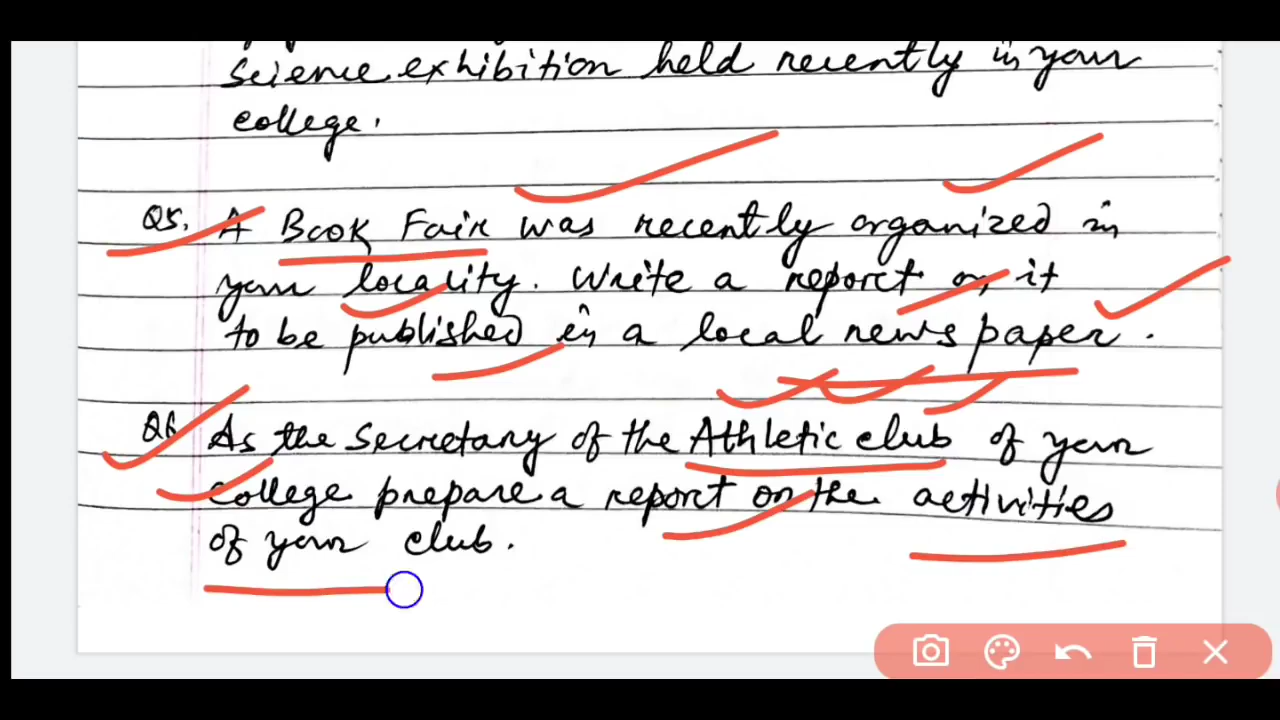 science exhibition held recently in your
college.
Q5. A Book Fair was recently organized in
your locality. Write a report on it
to be published in a local news paper.
Q6 As the Secretary of the Athletic club of your
college prepare a report on the activities
of your club.